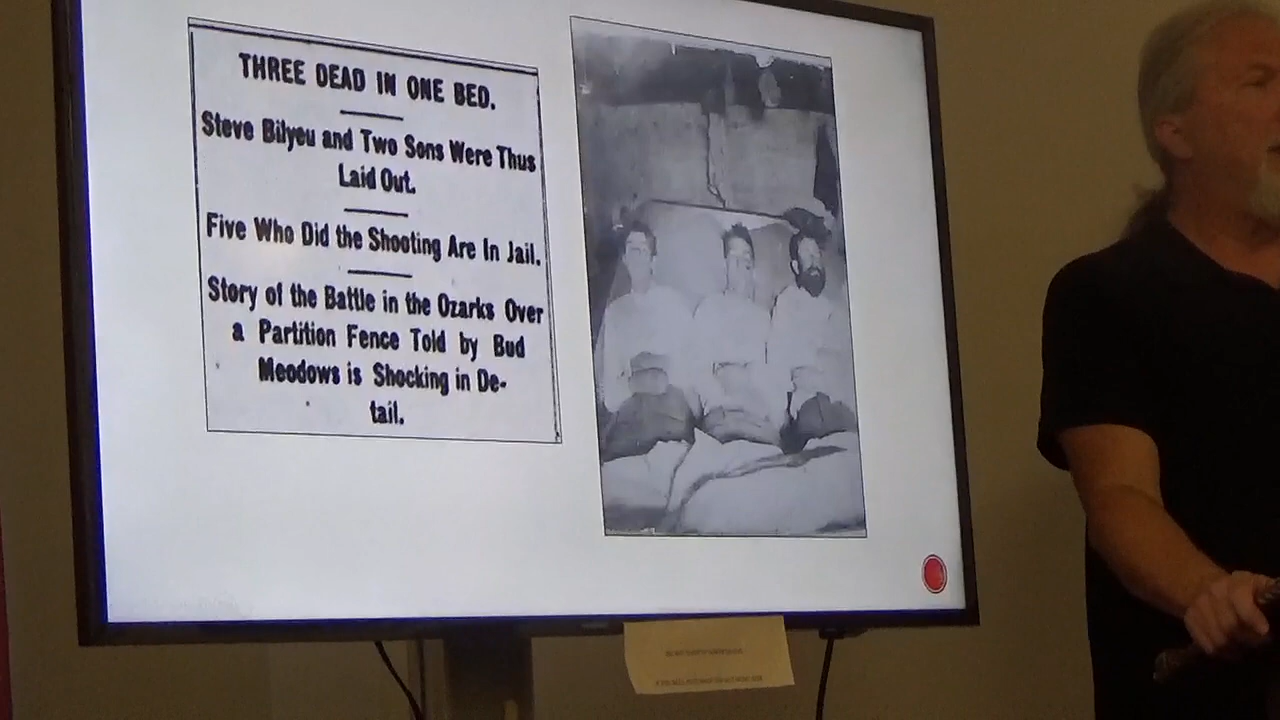 THREE DEAD IN ONE BED.
Steve Bilyeu and Two Sons Were Thus
Laid Out.
Five Who Did the Shooting Are In Jail.
Story of the Battle in the Ozarks Over
a Partition Fence Told by Bud
Meodows is Shocking in De-
tail.